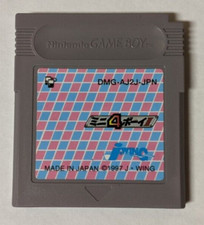 Nintendo GAME BOY
DMG-AJ2J-JPN
ミニ4ボーイII
J-WING
MADE IN JAPAN ©1997 J・WING